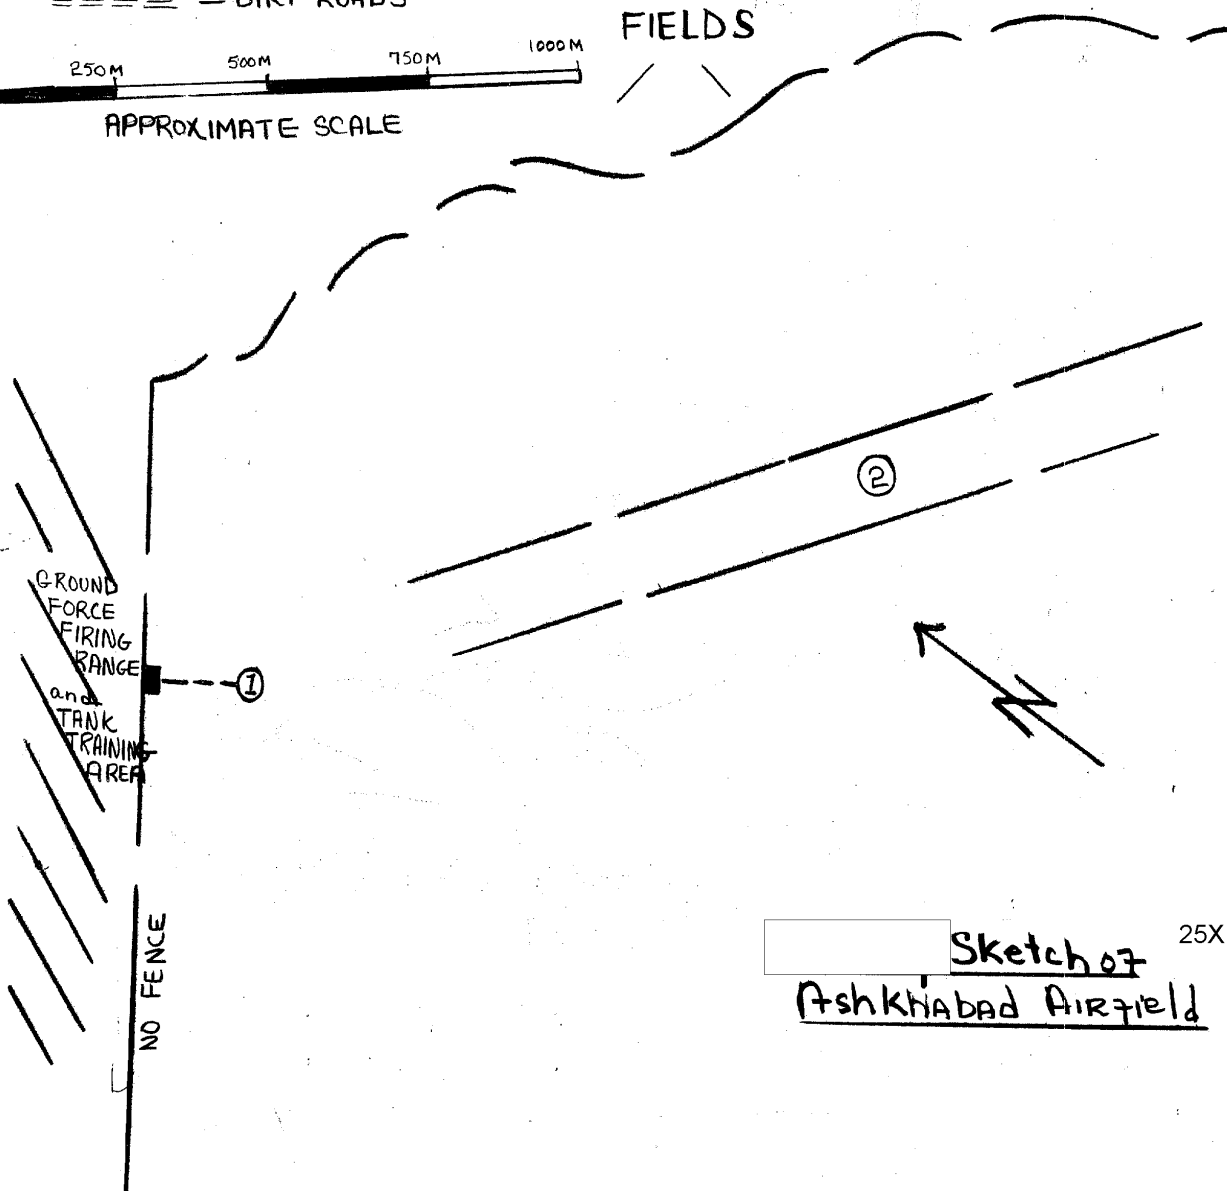 — DIRT ROADS
FIELDS
250M 500M 750M 1000M
APPROXIMATE SCALE
2
GROUND
FORCE
FIRING
RANGE
and
TANK
TRAINING
AREA
1
N
NO FENCE
Sketch of
25X
Ashkhabad Airfield